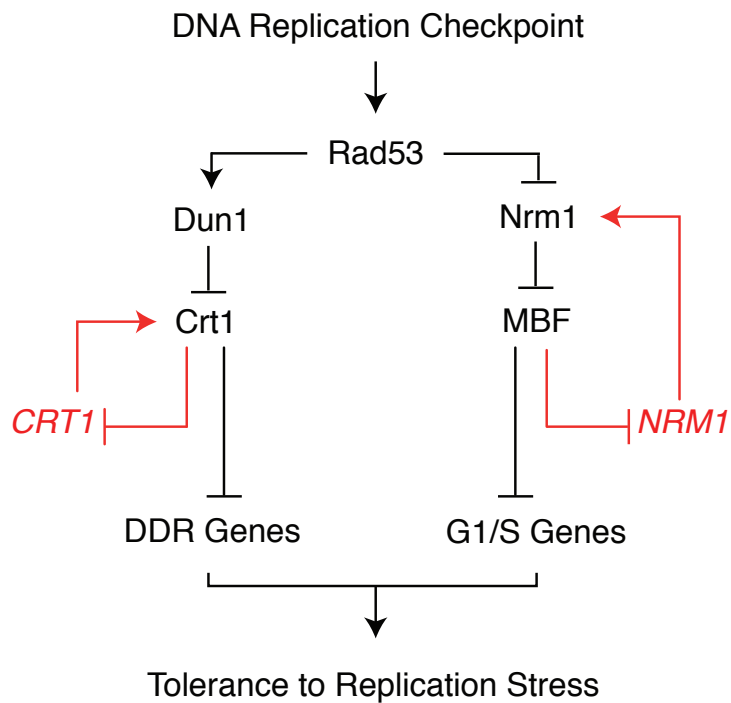 DNA Replication Checkpoint
Rad53
Dun1
Nrm1
Crt1
MBF
CRT1
NRM1
DDR Genes
G1/S Genes
Tolerance to Replication Stress